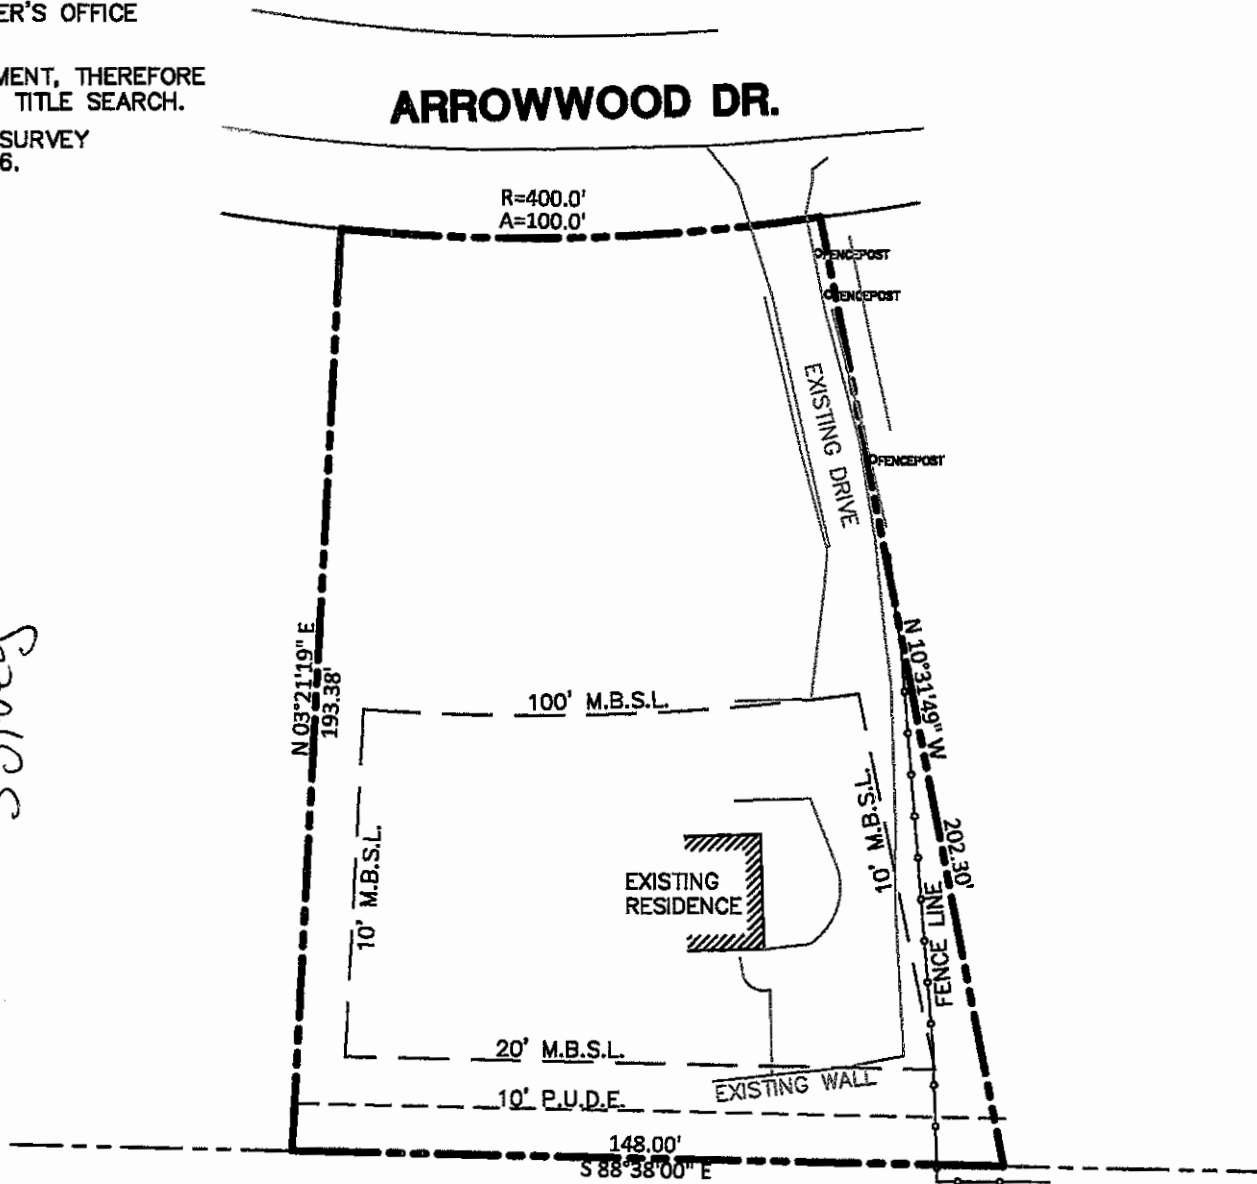 ER'S OFFICE
MENT, THEREFORE
TITLE SEARCH.
SURVEY
6.
ARROWWOOD DR.
R=400.0'
A=100.0'
FENCEPOST
FENCEPOST
EXISTING DRIVE
FENCEPOST
N 03°21'19" E
193.38'
N 10°31'49" W
202.30'
100' M.B.S.L.
10' M.B.S.L.
10' M.B.S.L.
EXISTING
RESIDENCE
FENCE LINE
20' M.B.S.L.
EXISTING WALL
10' P.U.D.E.
148.00'
S 88°38'00" E